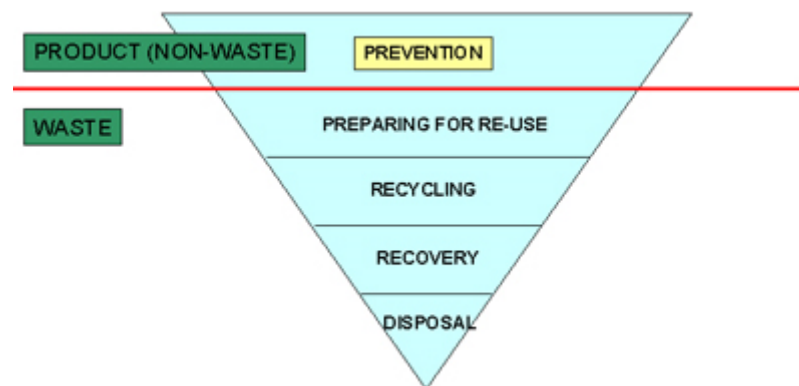 PRODUCT (NON-WASTE)
PREVENTION
WASTE
PREPARING FOR RE-USE
RECYCLING
RECOVERY
DISPOSAL